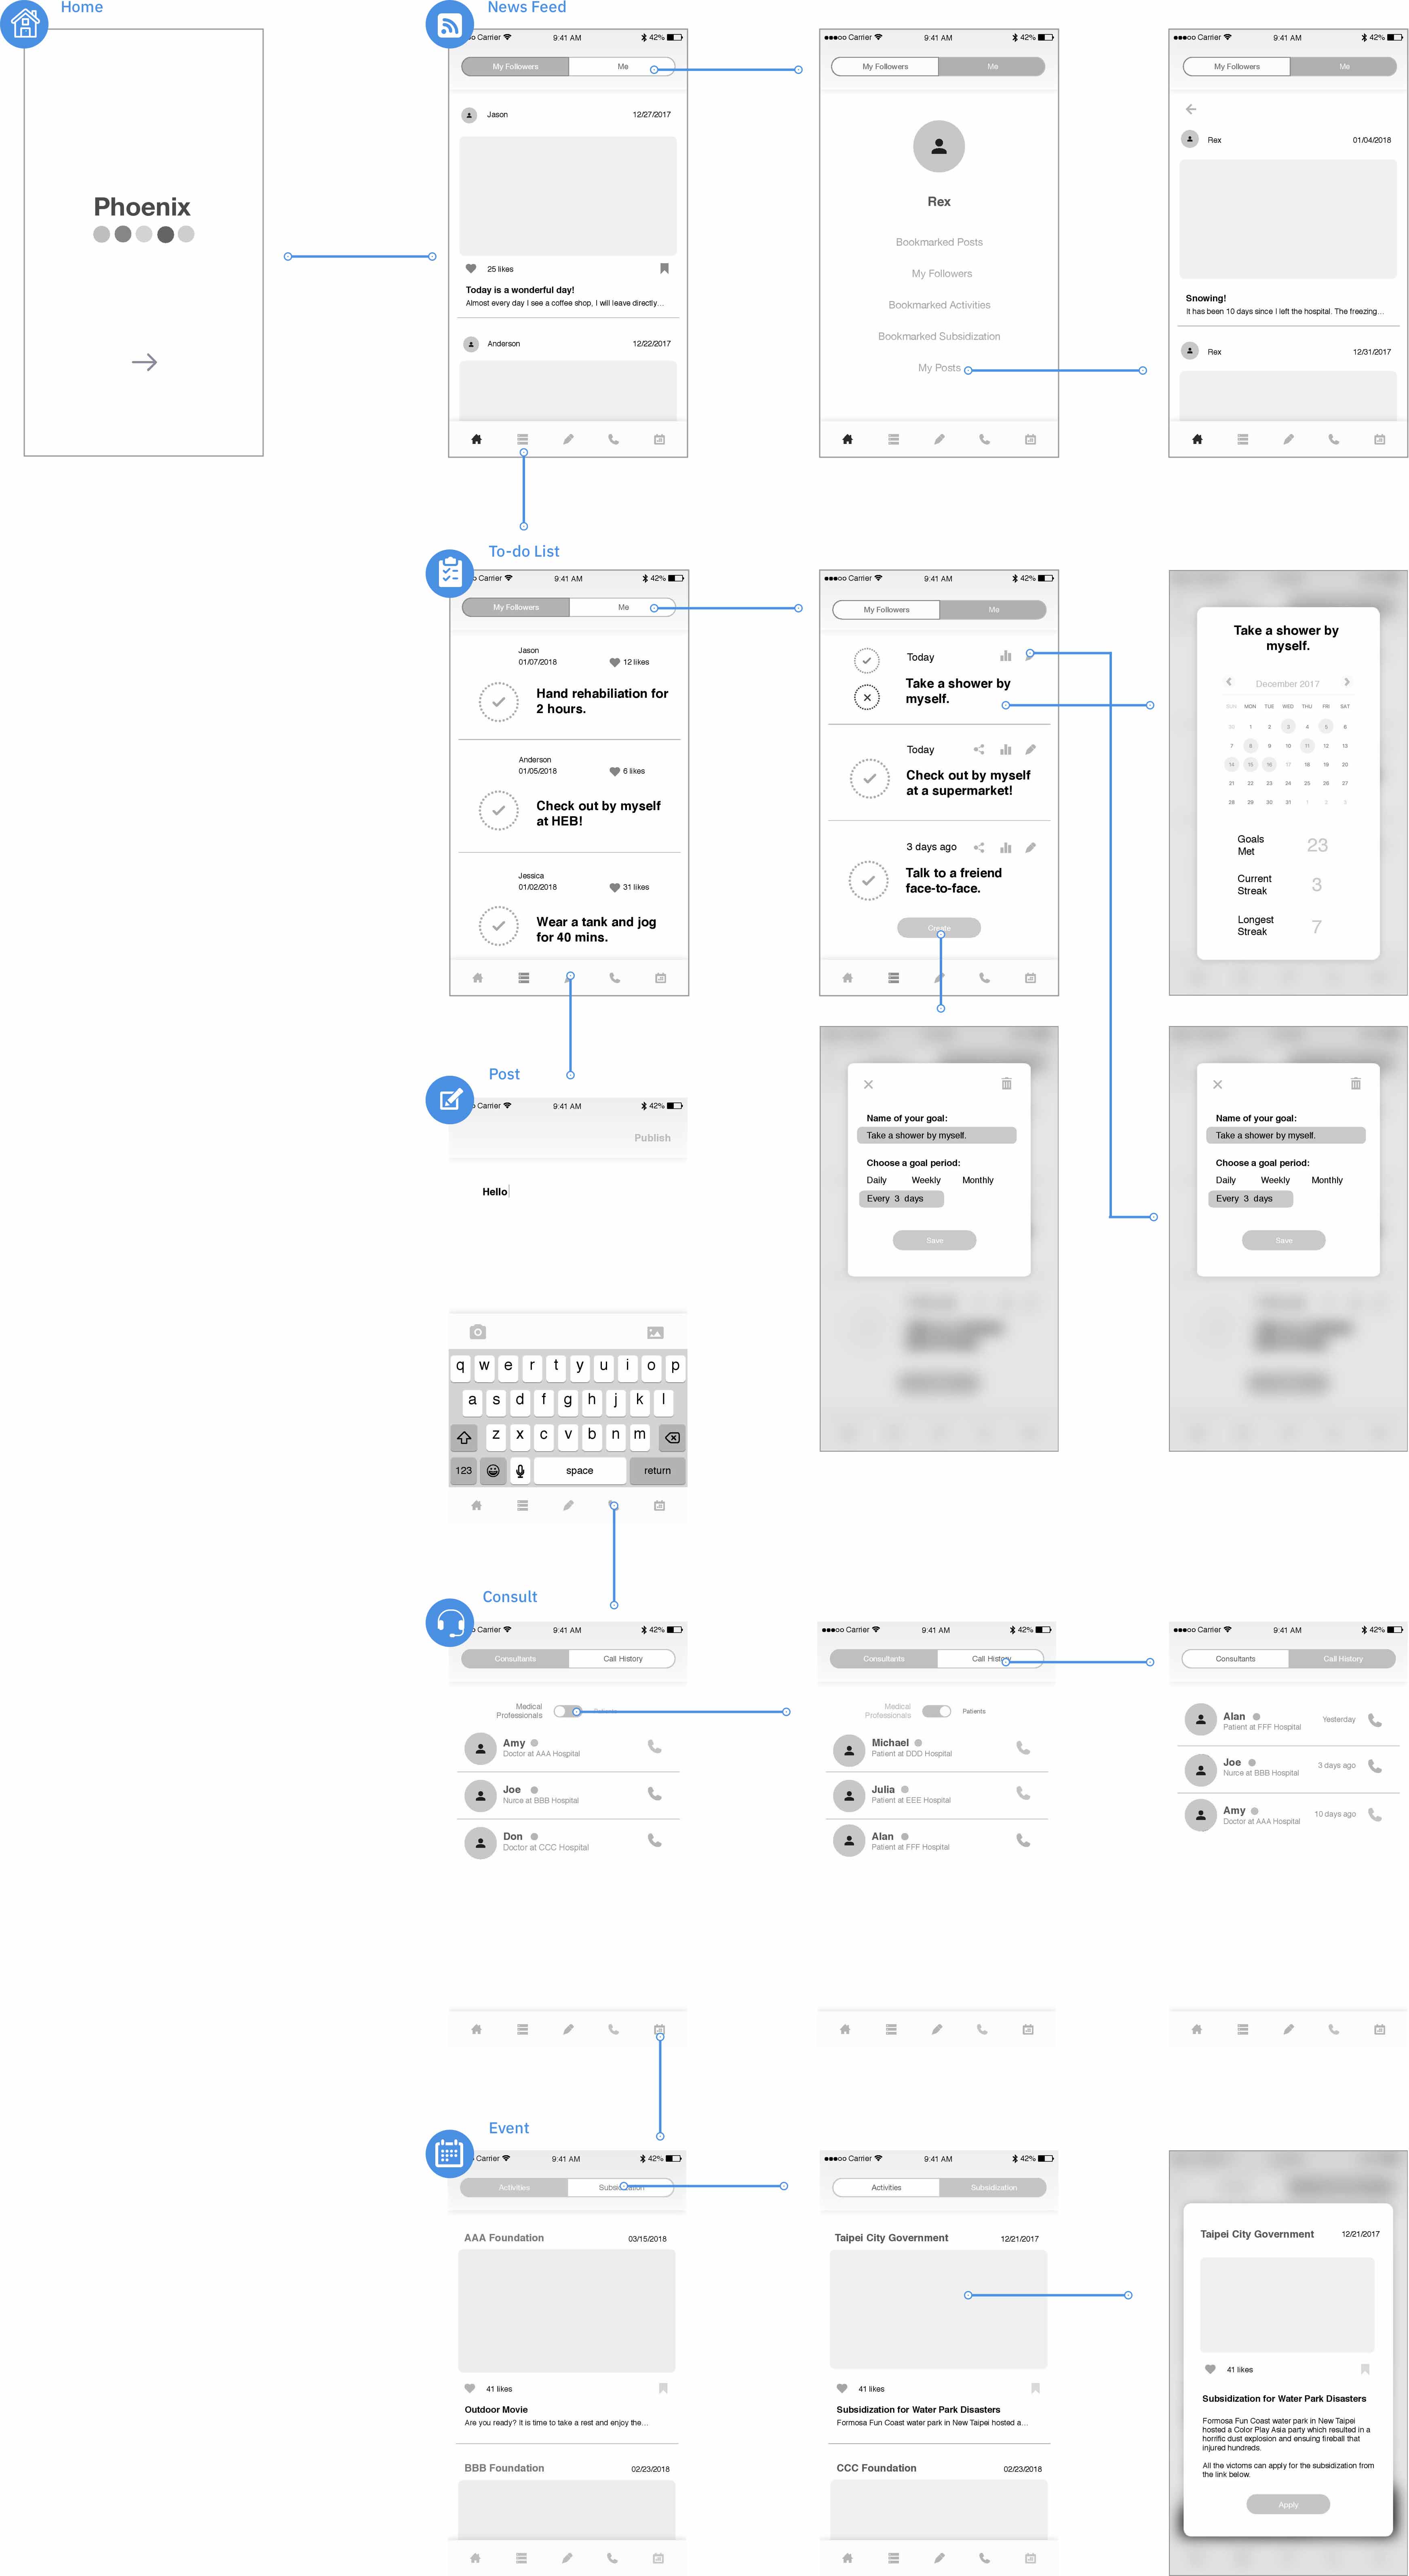 Home
Phoenix
News Feed
Carrier 9:41 AM 42%
My Followers Me
Jason 12/27/2017
25 likes
Today is a wonderful day!
Almost every day I see a coffee shop, I will leave directly...
Anderson 12/22/2017
Carrier 9:41 AM 42%
My Followers Me
Rex
Bookmarked Posts
My Followers
Bookmarked Activities
Bookmarked Subsidization
My Posts
Carrier 9:41 AM 42%
My Followers Me
Rex 01/04/2018
Snowing!
It has been 10 days since I left the hospital. The freezing...
Rex 12/31/2017
To-do List
Carrier 9:41 AM 42%
My Followers Me
Jason
01/07/2018 12 likes
Hand rehabiliation for
2 hours.
Anderson
01/05/2018 6 likes
Check out by myself
at HEB!
Jessica
01/02/2018 31 likes
Wear a tank and jog
for 40 mins.
Carrier 9:41 AM 42%
My Followers Me
Today
Take a shower by
myself.
Today
Check out by myself
at a supermarket!
3 days ago
Talk to a freiend
face-to-face.
Create
Take a shower by
myself.
December 2017
SUN MON TUE WED THU FRI SAT
30 1 2 3 4 5 6
7 8 9 10 11 12 13
14 15 16 17 18 19 20
21 22 23 24 25 26 27
28 29 30 31 1 2 3
Goals
Met 23
Current
Streak 3
Longest
Streak 7
Name of your goal:
Take a shower by myself.
Choose a goal period:
Daily Weekly Monthly
Every 3 days
Save
Name of your goal:
Take a shower by myself.
Choose a goal period:
Daily Weekly Monthly
Every 3 days
Save
Post
Carrier 9:41 AM 42%
Publish
Hello
q w e r t y u i o p
a s d f g h j k l
z x c v b n m
123 space return
Consult
Carrier 9:41 AM 42%
Consultants Call History
Medical
Professionals Patients
Amy
Doctor at AAA Hospital
Joe
Nurce at BBB Hospital
Don
Doctor at CCC Hospital
Carrier 9:41 AM 42%
Consultants Call History
Medical
Professionals Patients
Michael
Patient at DDD Hospital
Julia
Patient at EEE Hospital
Alan
Patient at FFF Hospital
Carrier 9:41 AM 42%
Consultants Call History
Alan
Patient at FFF Hospital Yesterday
Joe
Nurce at BBB Hospital 3 days ago
Amy
Doctor at AAA Hospital 10 days ago
Event
Carrier 9:41 AM 42%
Activities Subsidization
AAA Foundation 03/15/2018
41 likes
Outdoor Movie
Are you ready? It is time to take a rest and enjoy the...
BBB Foundation 02/23/2018
Carrier 9:41 AM 42%
Activities Subsidization
Taipei City Government 12/21/2017
41 likes
Subsidization for Water Park Disasters
Formosa Fun Coast water park in New Taipei hosted a...
CCC Foundation 02/23/2018
Taipei City Government 12/21/2017
41 likes
Subsidization for Water Park Disasters
Formosa Fun Coast water park in New Taipei
hosted a Color Play Asia party which resulted in a
horrific dust explosion and ensuing fireball that
injured hundreds.
All the victoms can apply for the subsidization from
the link below.
Apply